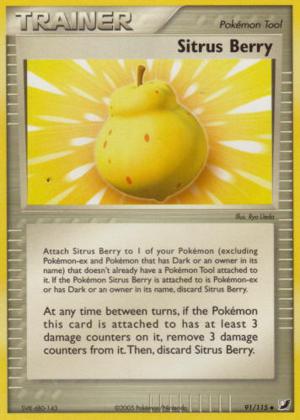 TRAINER Pokémon Tool
Sitrus Berry
Illus. Ryo Ueda
Attach Sitrus Berry to 1 of your Pokémon (excluding
Pokémon-ex and Pokémon that has Dark or an owner in its
name) that doesn't already have a Pokémon Tool attached to
it. If the Pokémon Sitrus Berry is attached to is Pokémon-ex
or has Dark or an owner in its name, discard Sitrus Berry.
At any time between turns, if the Pokémon
this card is attached to has at least 3
damage counters on it, remove 3 damage
counters from it. Then, discard Sitrus Berry.
©2005 Pokémon/Nintendo 91/115